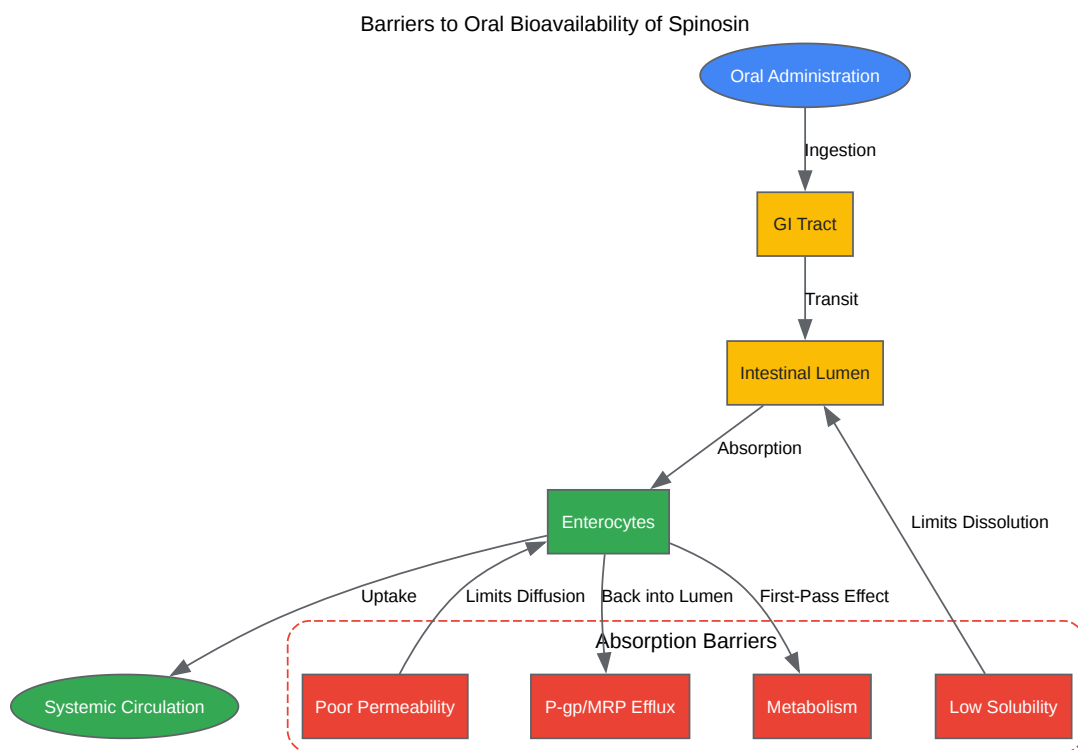 Barriers to Oral Bioavailability of Spinosin
Oral Administration
Ingestion
GI Tract
Transit
Intestinal Lumen
Absorption
Enterocytes
Limits Dissolution
Uptake
Limits Diffusion
Back into Lumen
First-Pass Effect
Absorption Barriers
Systemic Circulation
Poor Permeability
P-gp/MRP Efflux
Metabolism
Low Solubility